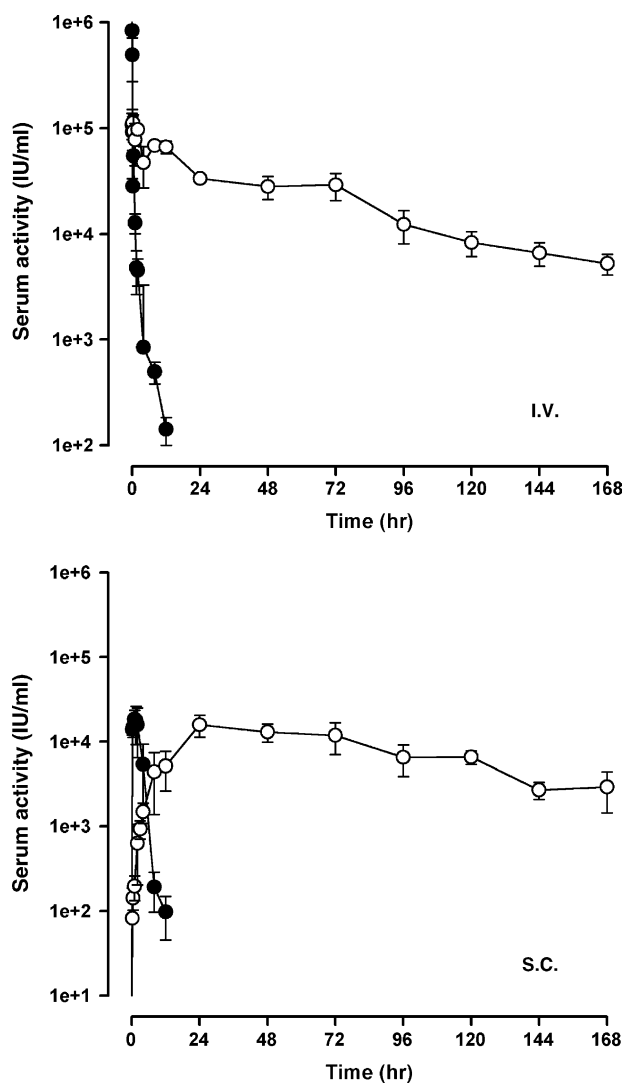 1e+6
1e+5
1e+4
1e+3
1e+2
Serum activity (IU/ml)
I.V.
0 24 48 72 96 120 144 168
Time (hr)
1e+6
1e+5
1e+4
1e+3
1e+2
1e+1
Serum activity (IU/ml)
S.C.
0 24 48 72 96 120 144 168
Time (hr)